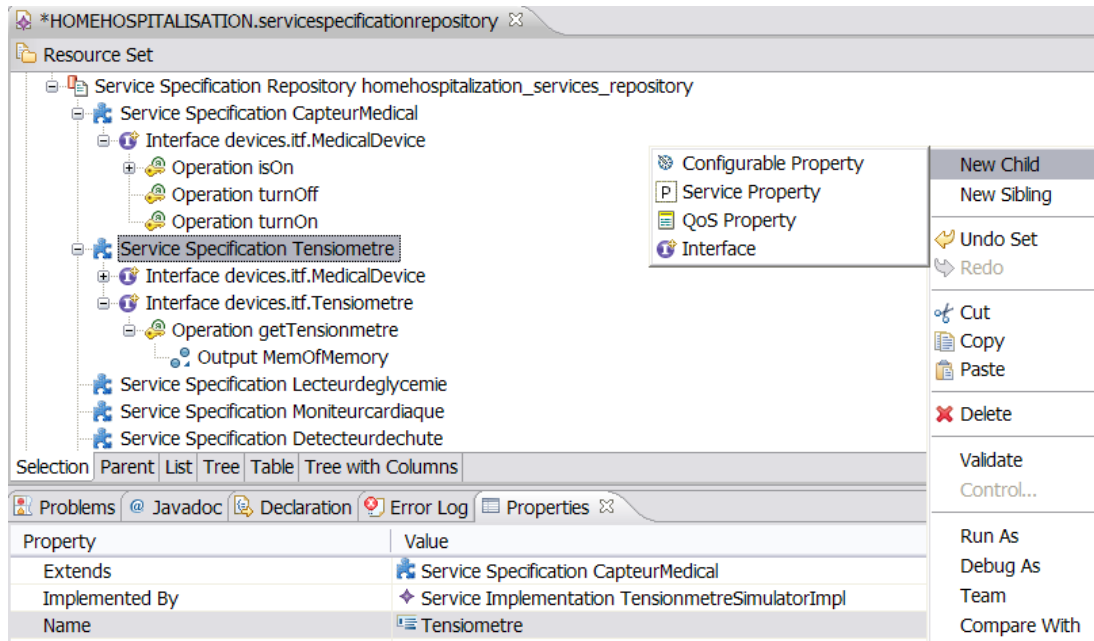 *HOMEHOSPITALISATION.servicespecificationrepository
Resource Set
Service Specification Repository homehospitalization_services_repository
Service Specification CapteurMedical
Interface devices.itf.MedicalDevice
Operation isOn
Operation turnOff
Operation turnOn
Service Specification Tensiometre
Interface devices.itf.MedicalDevice
Interface devices.itf.Tensiometre
Operation getTensionmetre
Output MemOfMemory
Service Specification Lecteurdeglycemie
Service Specification Moniteurcardiaque
Service Specification Detecteurdechute
Configurable Property
P Service Property
QoS Property
Interface
New Child
New Sibling
Undo Set
Redo
Cut
Copy
Paste
Delete
Validate
Control...
Run As
Debug As
Team
Compare With
Selection Parent List Tree Table Tree with Columns
Problems @ Javadoc Declaration Error Log Properties
Property Value
Extends Service Specification CapteurMedical
Implemented By Service Implementation TensionmetreSimulatorImpl
Name Tensiometre